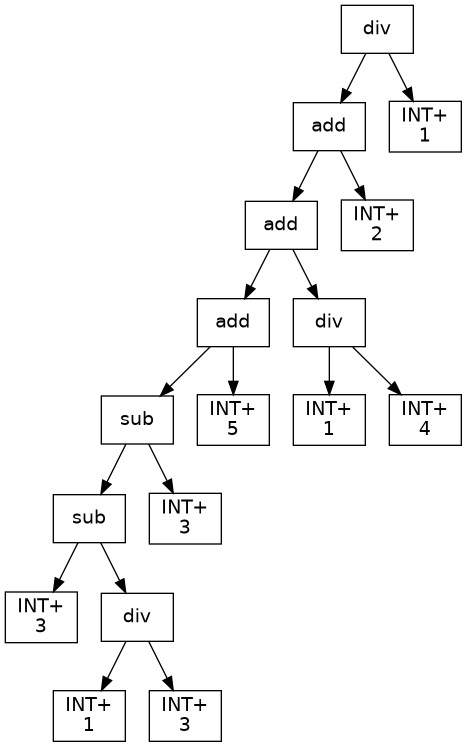 div
add
INT+
1
add
INT+
2
add
div
sub
INT+
5
INT+
1
INT+
4
sub
INT+
3
INT+
3
div
INT+
1
INT+
3